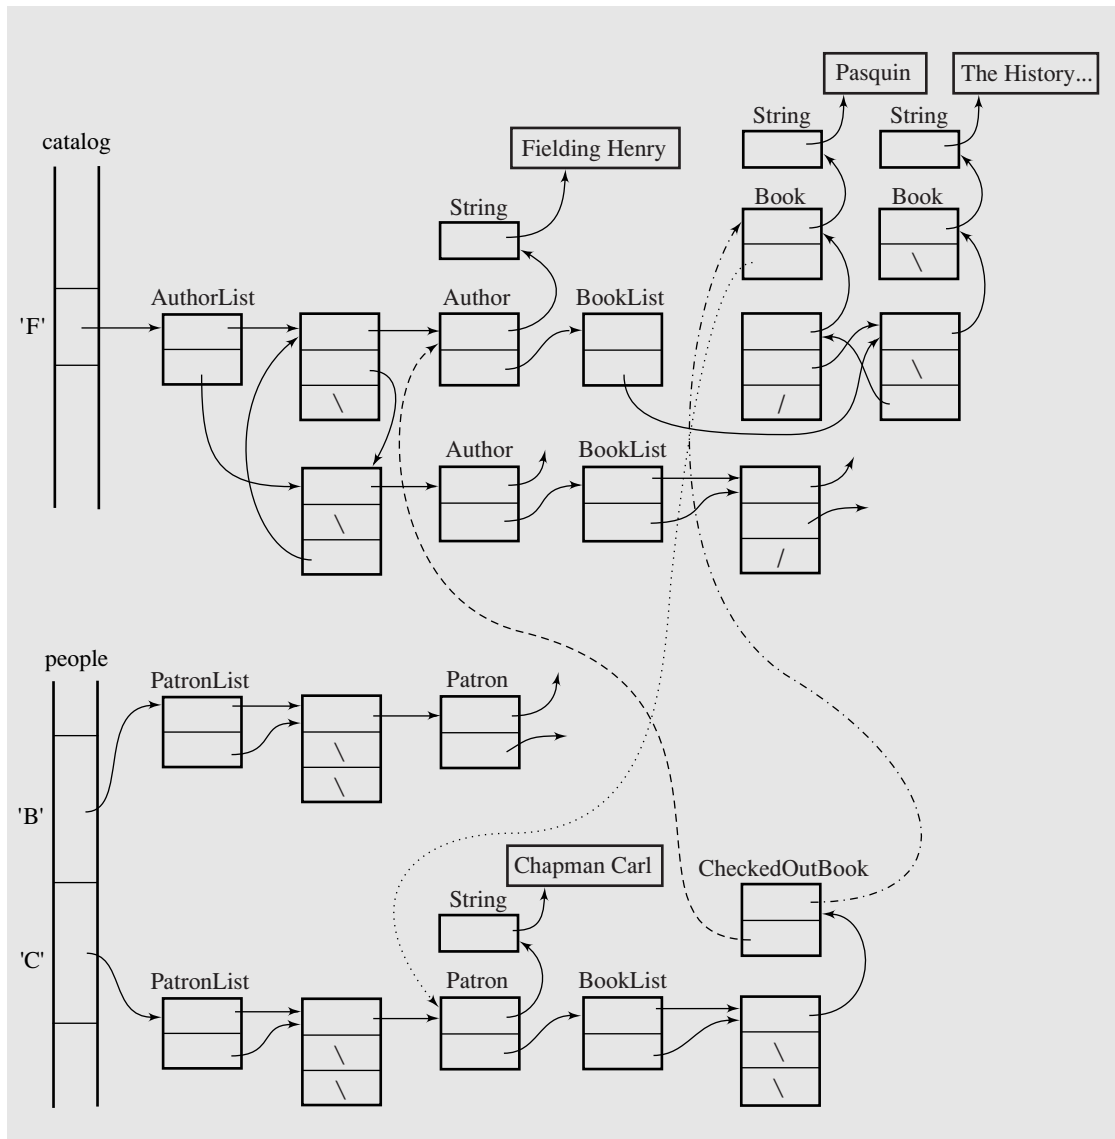 Pasquin
The History...
String
String
catalog
Fielding Henry
String
Book
Book
AuthorList
Author
BookList
'F'
\
\
\
/
Author
BookList
\
/
people
PatronList
Patron
\
\
'B'
Chapman Carl
CheckedOutBook
String
'C'
PatronList
Patron
BookList
\
\
\
\